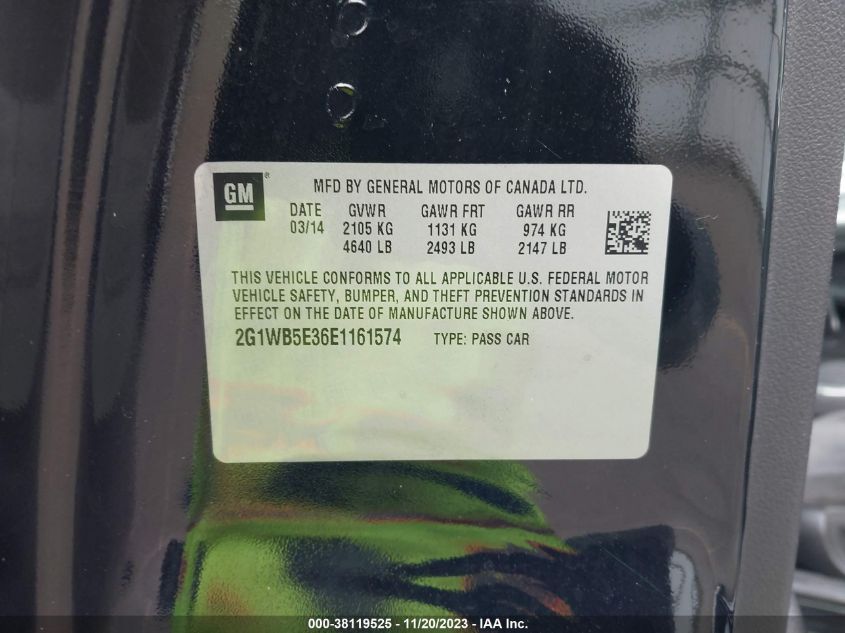 GM ® MFD BY GENERAL MOTORS OF CANADA LTD.
DATE GVWR GAWR FRT GAWR RR
03/14 2105 KG 1131 KG 974 KG
4640 LB 2493 LB 2147 LB
THIS VEHICLE CONFORMS TO ALL APPLICABLE U.S. FEDERAL MOTOR
VEHICLE SAFETY, BUMPER, AND THEFT PREVENTION STANDARDS IN
EFFECT ON THE DATE OF MANUFACTURE SHOWN ABOVE.
2G1WB5E36E1161574 TYPE: PASS CAR
000-38119525 - 11/20/2023 - IAA Inc.